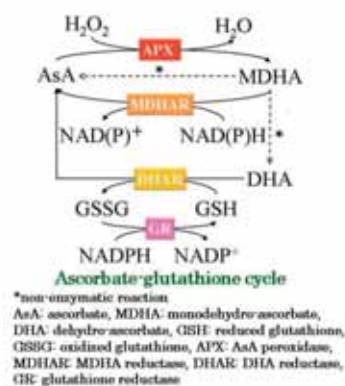 H₂O₂ H₂O
APX
AsA * MDHA
MDHAR
NAD(P)⁺ NAD(P)H *
DHAR DHA
GSSG GSH
GR
NADPH NADP⁺
Ascorbate-glutathione cycle
*non-enzymatic reaction
AsA: ascorbate, MDHA: monodehydro-ascorbate,
DHA: dehydro-ascorbate, GSH: reduced glutathione,
GSSG: oxidized glutathione, APX: AsA peroxidase,
MDHAR: MDHA reductase, DHAR: DHA reductase,
GR: glutathione reductase